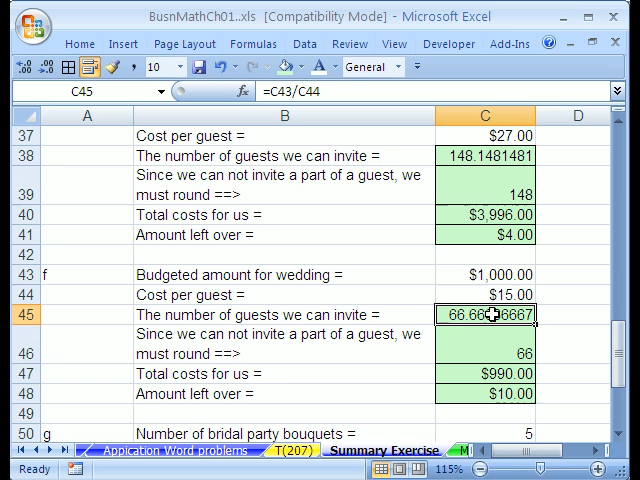 BusnMathCh01..xls [Compatibility Mode] - Microsoft Excel
Home Insert Page Layout Formulas Data Review View Developer Add-Ins
10 General
C45 fx =C43/C44
A B C D
37 Cost per guest = $27.00
38 The number of guests we can invite = 148.1481481
Since we can not invite a part of a guest, we
39 must round ==> 148
40 Total costs for us = $3,996.00
41 Amount left over = $4.00
42
43 f Budgeted amount for wedding = $1,000.00
44 Cost per guest = $15.00
45 The number of guests we can invite =
Since we can not invite a part of a guest, we
46 must round ==> 66
47 Total costs for us = $990.00
48 Amount left over = $10.00
49
50 g Number of bridal party bouquets = 5
Appication Word problems T(207) Summary Exercise M
Ready 115%